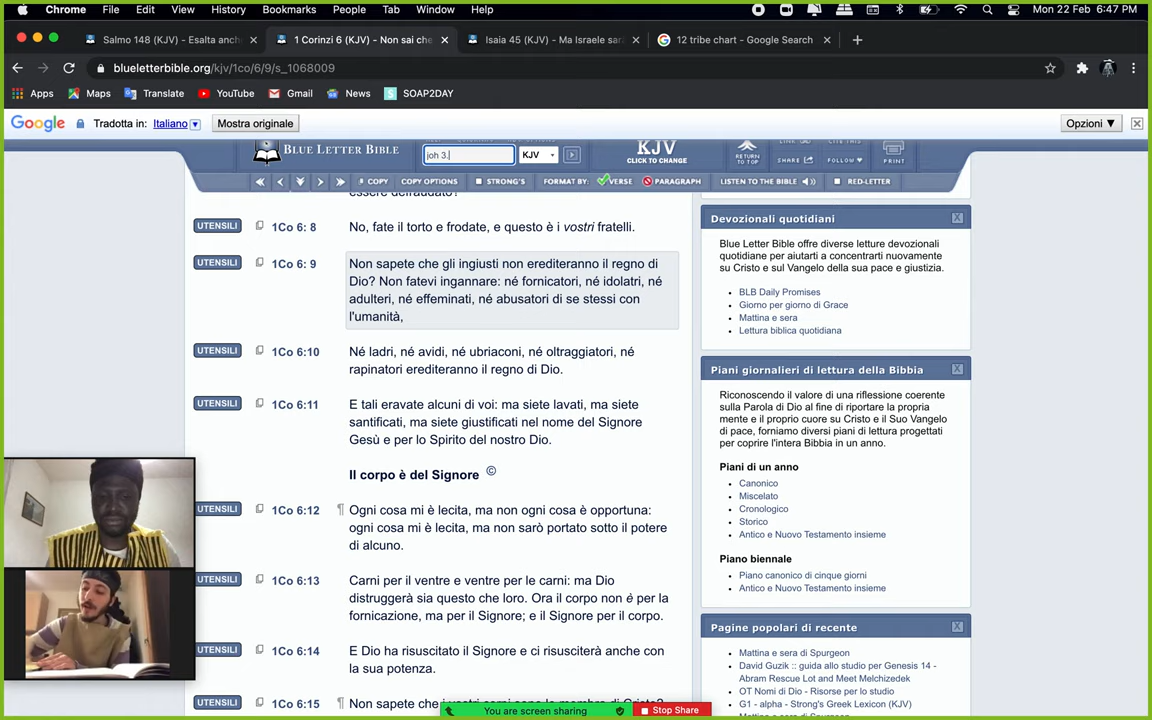 Chrome File Edit View History Bookmarks People Tab Window Help Mon 22 Feb 6:47 PM
Salmo 148 (KJV) - Esalta anch × 1 Corinzi 6 (KJV) - Non sai che × Isaia 45 (KJV) - Ma Israele sar × 12 tribe chart - Google Search × +
blueletterbible.org/kjv/1co/6/9/s_1068009
Apps Maps Translate YouTube Gmail News SOAP2DAY
Google Tradotta in: Italiano Mostra originale Opzioni ▼
BLUE LETTER BIBLE joh 3. KJV KJV CLICK TO CHANGE RETURN TO TOP SHARE FOLLOW PRINT
COPY COPY OPTIONS STRONG'S FORMAT BY: VERSE PARAGRAPH LISTEN TO THE BIBLE RED-LETTER
essere defraudato?
UTENSILI 1Co 6: 8 No, fate il torto e frodate, e questo è i vostri fratelli.
UTENSILI 1Co 6: 9 Non sapete che gli ingiusti non erediteranno il regno di
Dio? Non fatevi ingannare: né fornicatori, né idolatri, né
adulteri, né effeminati, né abusatori di se stessi con
l'umanità,
UTENSILI 1Co 6:10 Né ladri, né avidi, né ubriaconi, né oltraggiatori, né
rapinatori erediteranno il regno di Dio.
UTENSILI 1Co 6:11 E tali eravate alcuni di voi: ma siete lavati, ma siete
santificati, ma siete giustificati nel nome del Signore
Gesù e per lo Spirito del nostro Dio.
Il corpo è del Signore ©
UTENSILI 1Co 6:12 ¶ Ogni cosa mi è lecita, ma non ogni cosa è opportuna:
ogni cosa mi è lecita, ma non sarò portato sotto il potere
di alcuno.
UTENSILI 1Co 6:13 Carni per il ventre e ventre per le carni: ma Dio
distruggerà sia questo che loro. Ora il corpo non è per la
fornicazione, ma per il Signore; e il Signore per il corpo.
UTENSILI 1Co 6:14 E Dio ha risuscitato il Signore e ci risusciterà anche con
la sua potenza.
UTENSILI 1Co 6:15 ¶ Non sapete che i vostri corpi sono le membra di Cristo?
Devozionali quotidiani
Blue Letter Bible offre diverse letture devozionali
quotidiane per aiutarti a concentrarti nuovamente
su Cristo e sul Vangelo della sua pace e giustizia.
BLB Daily Promises
Giorno per giorno di Grace
Mattina e sera
Lettura biblica quotidiana
Piani giornalieri di lettura della Bibbia
Riconoscendo il valore di una riflessione coerente
sulla Parola di Dio al fine di riportare la propria
mente e il proprio cuore su Cristo e il Suo Vangelo
di pace, forniamo diversi piani di lettura progettati
per coprire l'intera Bibbia in un anno.
Piani di un anno
Canonico
Miscelato
Cronologico
Storico
Antico e Nuovo Testamento insieme
Piano biennale
Piano canonico di cinque giorni
Antico e Nuovo Testamento insieme
Pagine popolari di recente
Mattina e sera di Spurgeon
David Guzik :: guida allo studio per Genesis 14 -
Abram Rescue Lot and Meet Melchizedek
OT Nomi di Dio - Risorse per lo studio
G1 - alpha - Strong's Greek Lexicon (KJV)
You are screen sharing Stop Share